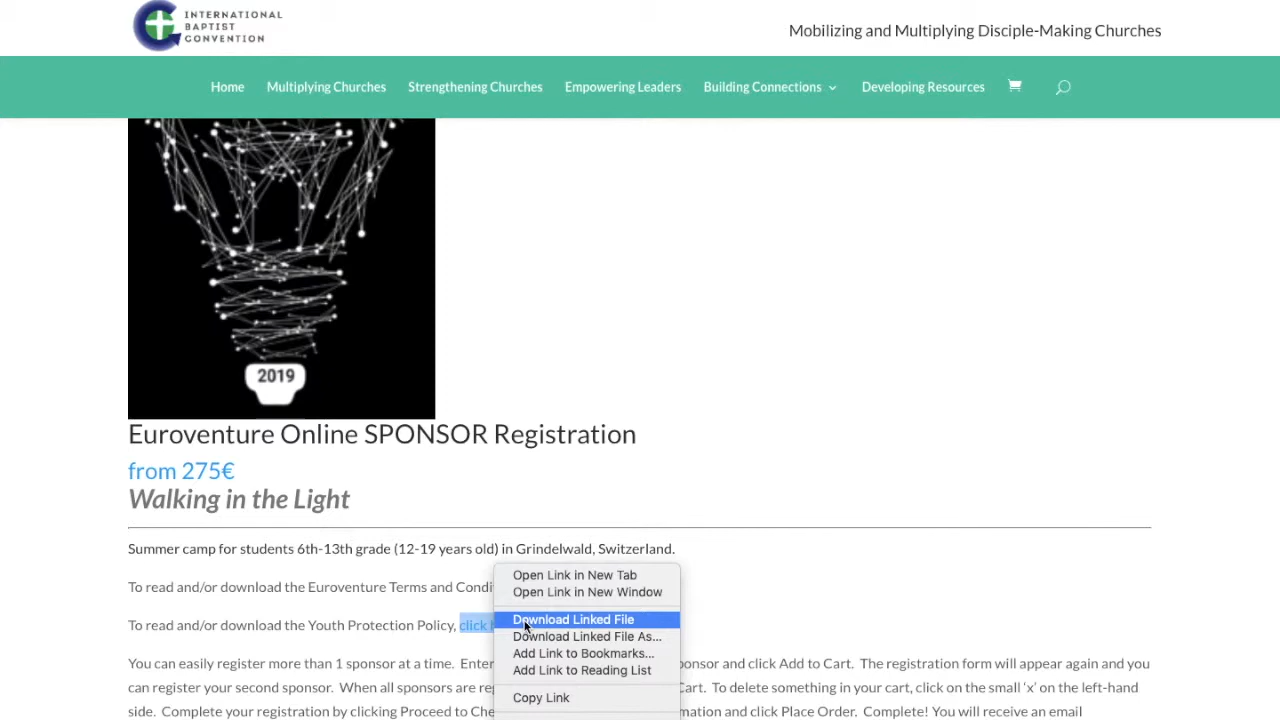 INTERNATIONAL
BAPTIST
CONVENTION
Mobilizing and Multiplying Disciple-Making Churches
Home Multiplying Churches Strengthening Churches Empowering Leaders Building Connections Developing Resources
2019
Euroventure Online SPONSOR Registration
from 275€
Walking in the Light
Summer camp for students 6th-13th grade (12-19 years old) in Grindelwald, Switzerland.
Open Link in New Tab
To read and/or download the Euroventure Terms and Condi
Open Link in New Window
Download Linked File
To read and/or download the Youth Protection Policy, click
Download Linked File As...
Add Link to Bookmarks...
You can easily register more than 1 sponsor at a time. Enter ponsor and click Add to Cart. The registration form will appear again and you
Add Link to Reading List
can register your second sponsor. When all sponsors are reg Cart. To delete something in your cart, click on the small ‘x’ on the left-hand
Copy Link
side. Complete your registration by clicking Proceed to Che mation and click Place Order. Complete! You will receive an email